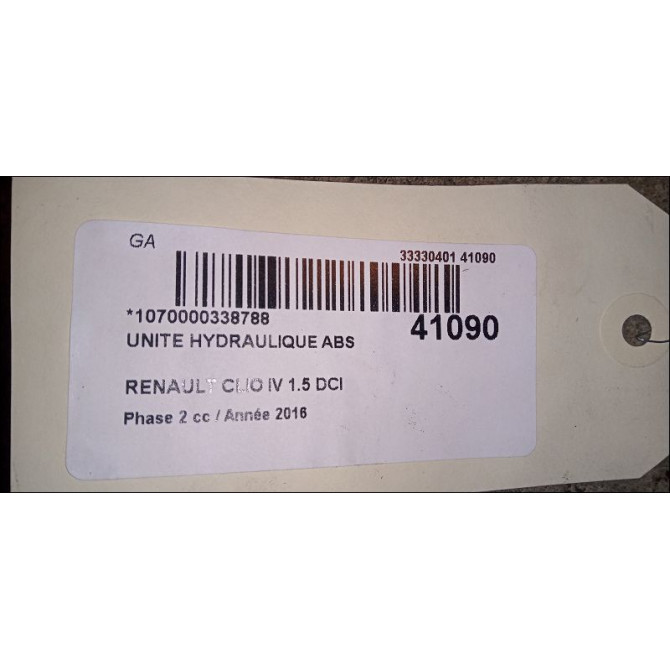 GA
33330401 41090
*1070000338788
41090
UNITE HYDRAULIQUE ABS
RENAULT CLIO IV 1.5 DCI
Phase 2 cc / Année 2016